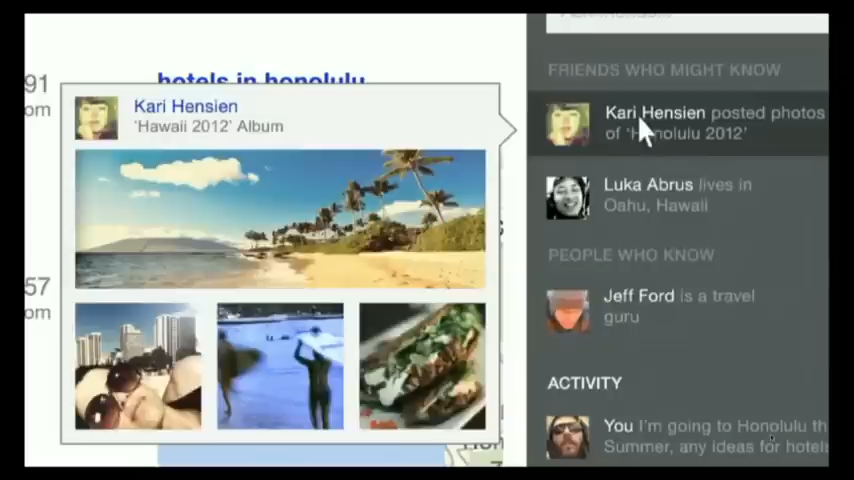 hotels in honolulu
91
om
Kari Hensien
'Hawaii 2012' Album
57
om
FRIENDS WHO MIGHT KNOW
Kari Hensien posted photos
of 'Honolulu 2012'
Luka Abrus lives in
Oahu, Hawaii
PEOPLE WHO KNOW
Jeff Ford is a travel
guru
ACTIVITY
You I'm going to Honolulu th
Summer, any ideas for hotels